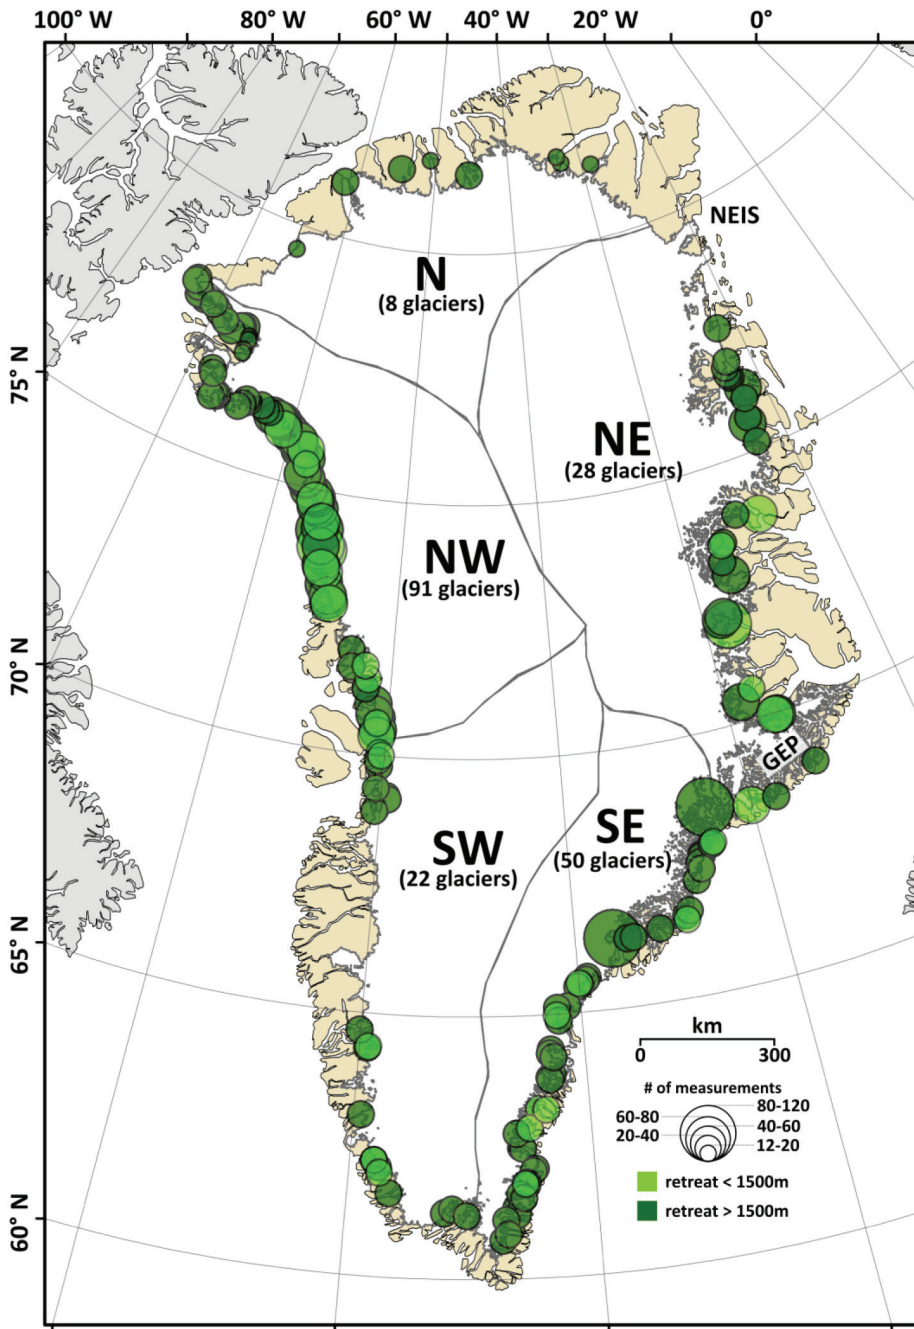 100° W
80° W
60° W
40° W
20° W
0°
75° N
70° N
65° N
60° N
NEIS
N
(8 glaciers)
NE
(28 glaciers)
NW
(91 glaciers)
GEP
SE
(50 glaciers)
SW
(22 glaciers)
km
0 300
# of measurements
80-120
60-80
40-60
20-40
12-20
retreat < 1500m
retreat > 1500m